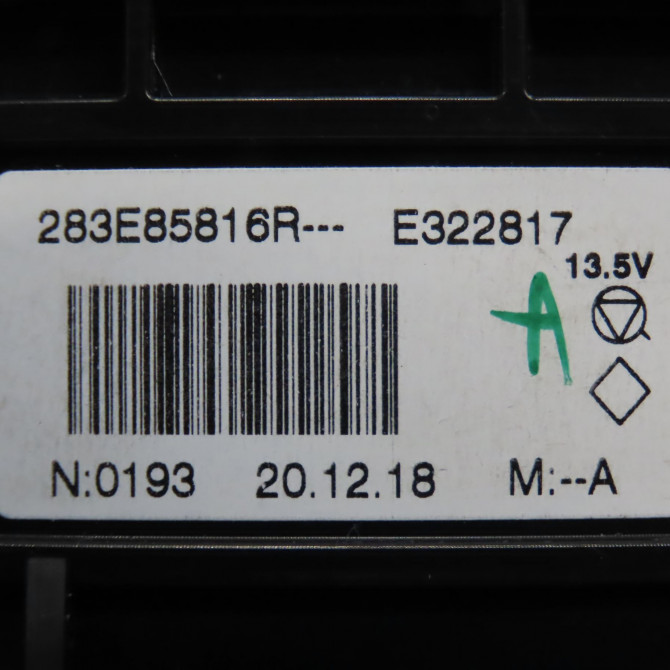 283E85816R--- E322817
13.5V
A
N:0193 20.12.18 M:--A